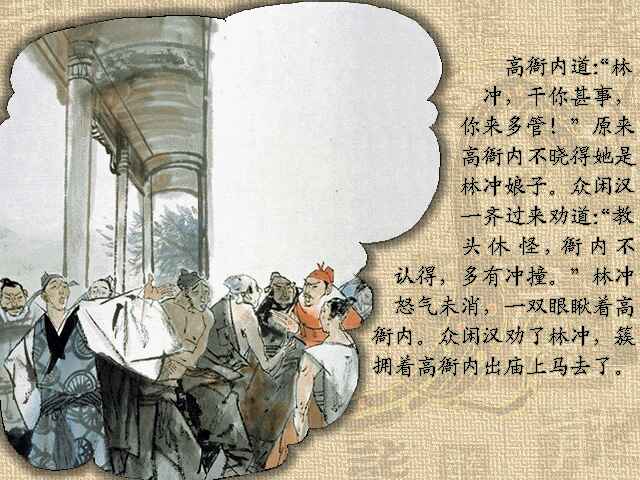 高衙内道:“林
冲，干你甚事，
你来多管！”原来
高衙内不晓得她是
林冲娘子。众闲汉
一齐过来劝道:“教
头休怪,衙内不
认得，多有冲撞。”林冲
怒气未消，一双眼瞅着高
衙内。众闲汉劝了林冲，簇
拥着高衙内出庙上马去了。